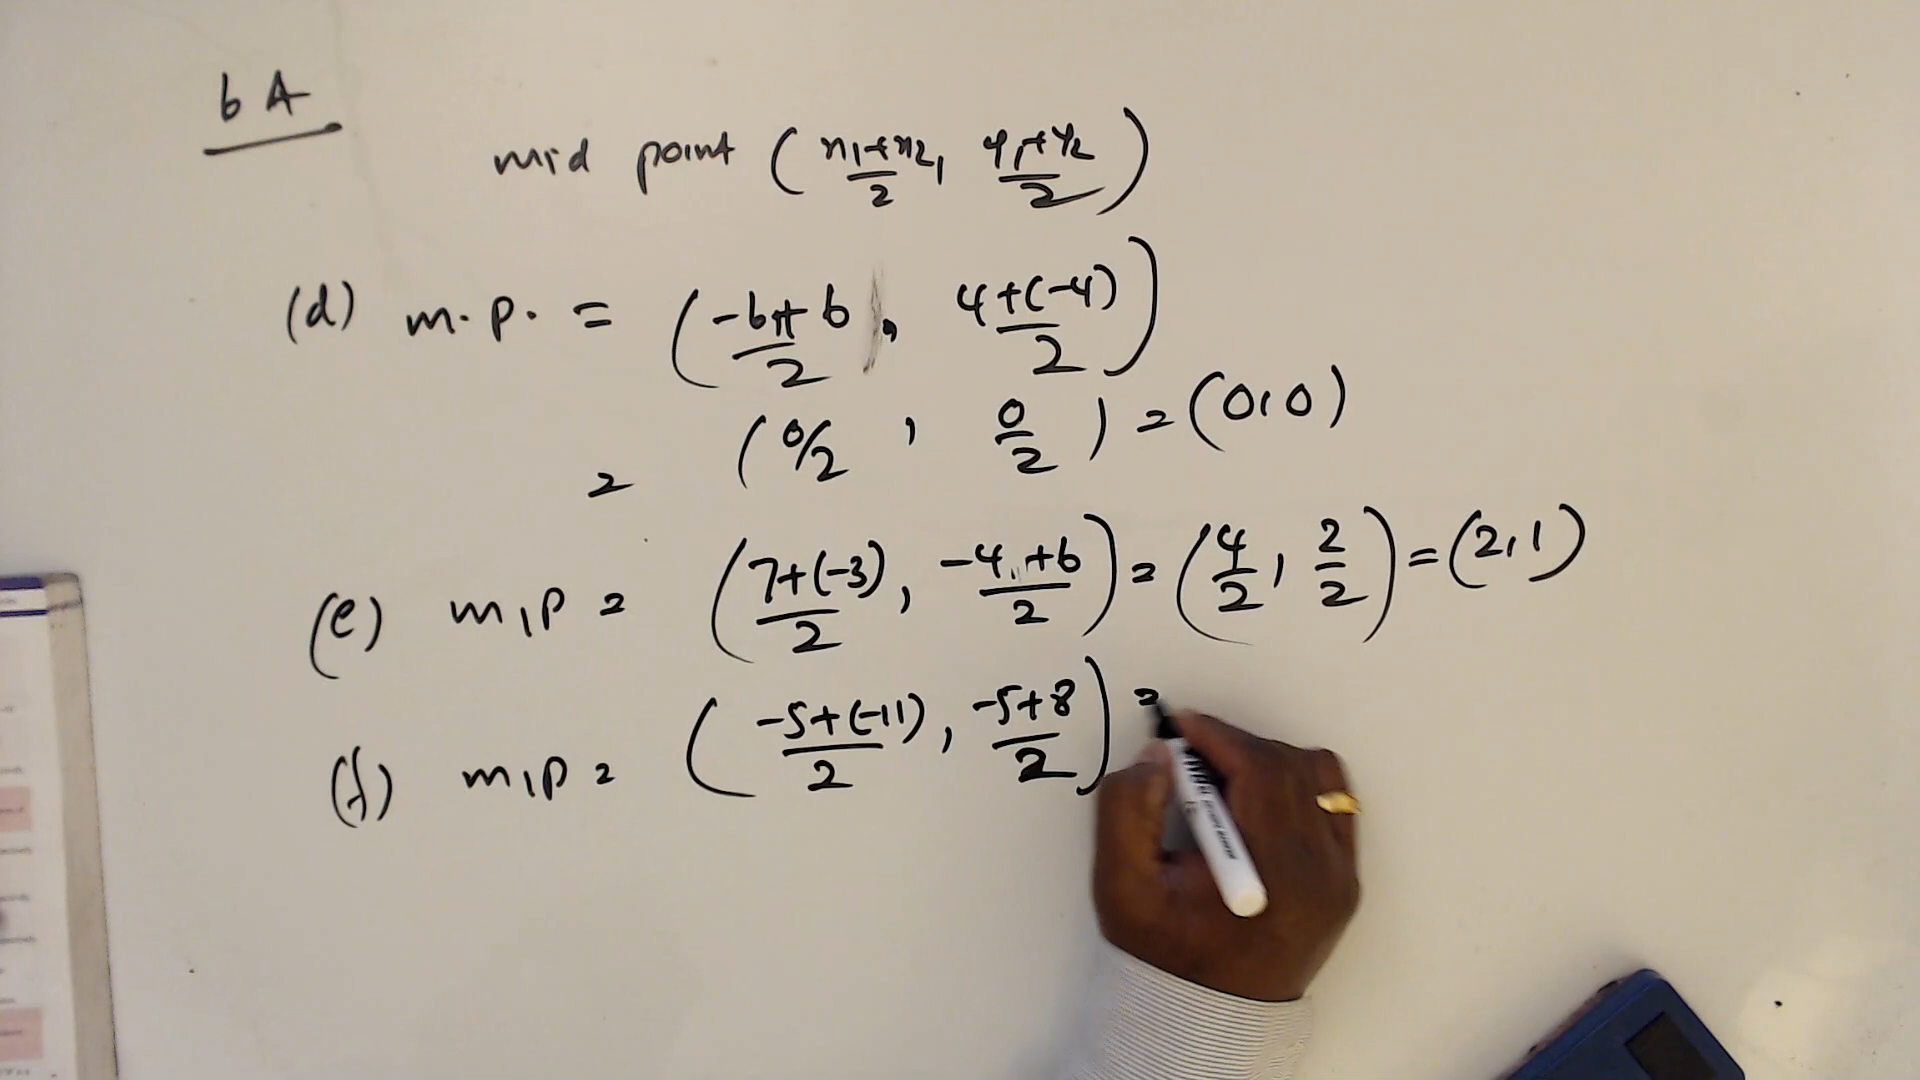 6A
mid point (x1+x2/2, y1+y2/2)
(d) m.p. = (-6+6/2, 4+(-4)/2)
= (0/2, 0/2) = (0,0)
(e) m,p = (7+(-3)/2, -4+6/2) = (4/2, 2/2) = (2,1)
(f) m,p = (-5+(-11)/2, -5+8/2) =